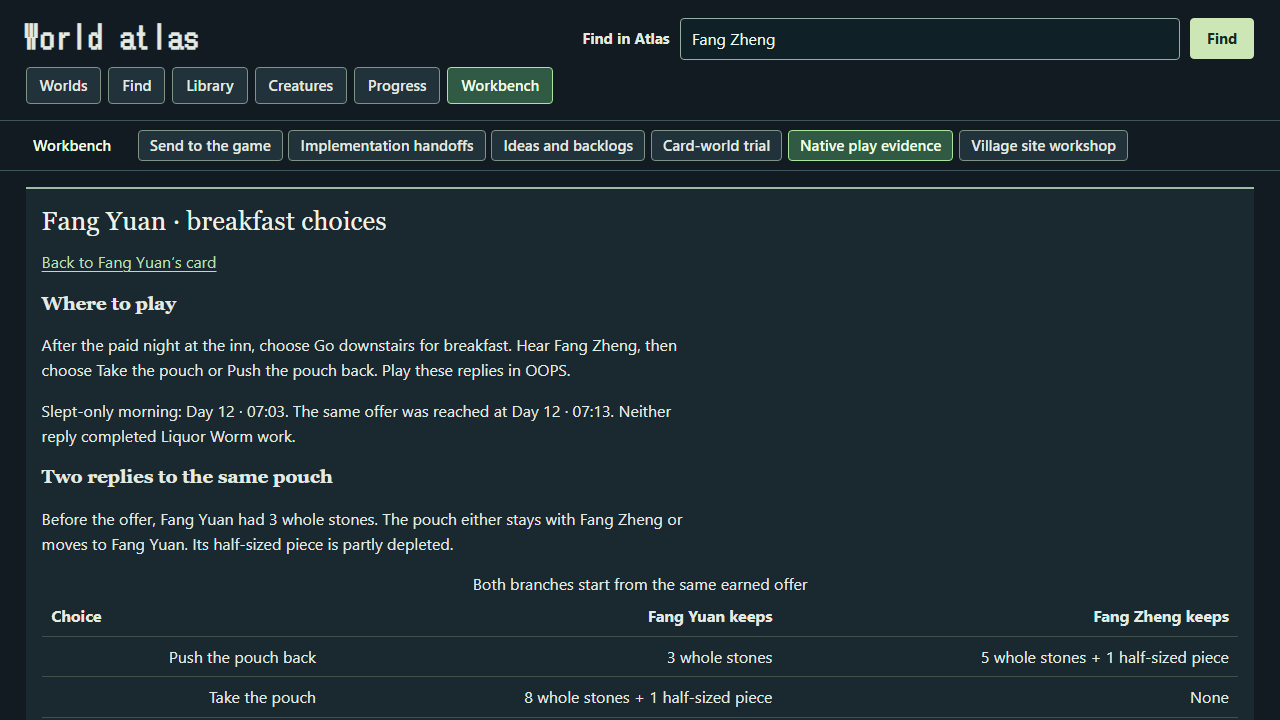 World atlas
Find in Atlas
Fang Zheng
Find
Worlds
Find
Library
Creatures
Progress
Workbench
Workbench
Send to the game
Implementation handoffs
Ideas and backlogs
Card-world trial
Native play evidence
Village site workshop
Fang Yuan · breakfast choices
Back to Fang Yuan's card
Where to play
After the paid night at the inn, choose Go downstairs for breakfast. Hear Fang Zheng, then
choose Take the pouch or Push the pouch back. Play these replies in OOPS.
Slept-only morning: Day 12 · 07:03. The same offer was reached at Day 12 · 07:13. Neither
reply completed Liquor Worm work.
Two replies to the same pouch
Before the offer, Fang Yuan had 3 whole stones. The pouch either stays with Fang Zheng or
moves to Fang Yuan. Its half-sized piece is partly depleted.
Both branches start from the same earned offer
Choice Fang Yuan keeps Fang Zheng keeps
Push the pouch back 3 whole stones 5 whole stones + 1 half-sized piece
Take the pouch 8 whole stones + 1 half-sized piece None